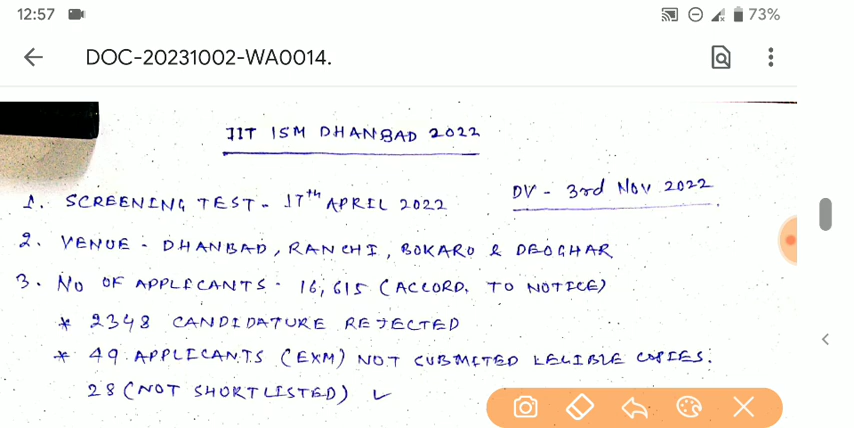 12:57
73%
DOC-20231002-WA0014.
IIT ISM DHANBAD 2022
DV - 3rd Nov 2022
1. SCREENING TEST - 17th APRIL 2022
2. VENUE - DHANBAD, RANCHI, BOKARO & DEOGHAR
3. NO OF APPLICANTS - 16,615 (ACCORD. TO NOTICE)
* 2348 CANDIDATURE REJECTED
* 49 APPLICANTS (EXM) NOT SUBMITED LELIBLE COPIES.
28 (NOT SHORTLISTED) ✓